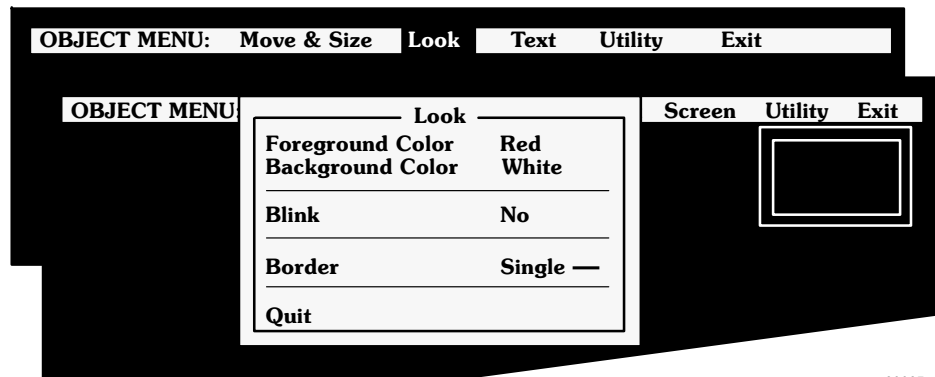 OBJECT MENU: Move & Size Look Text Utility Exit
OBJECT MENU: Screen Utility Exit
Look
Foreground Color Red
Background Color White
Blink No
Border Single
Quit